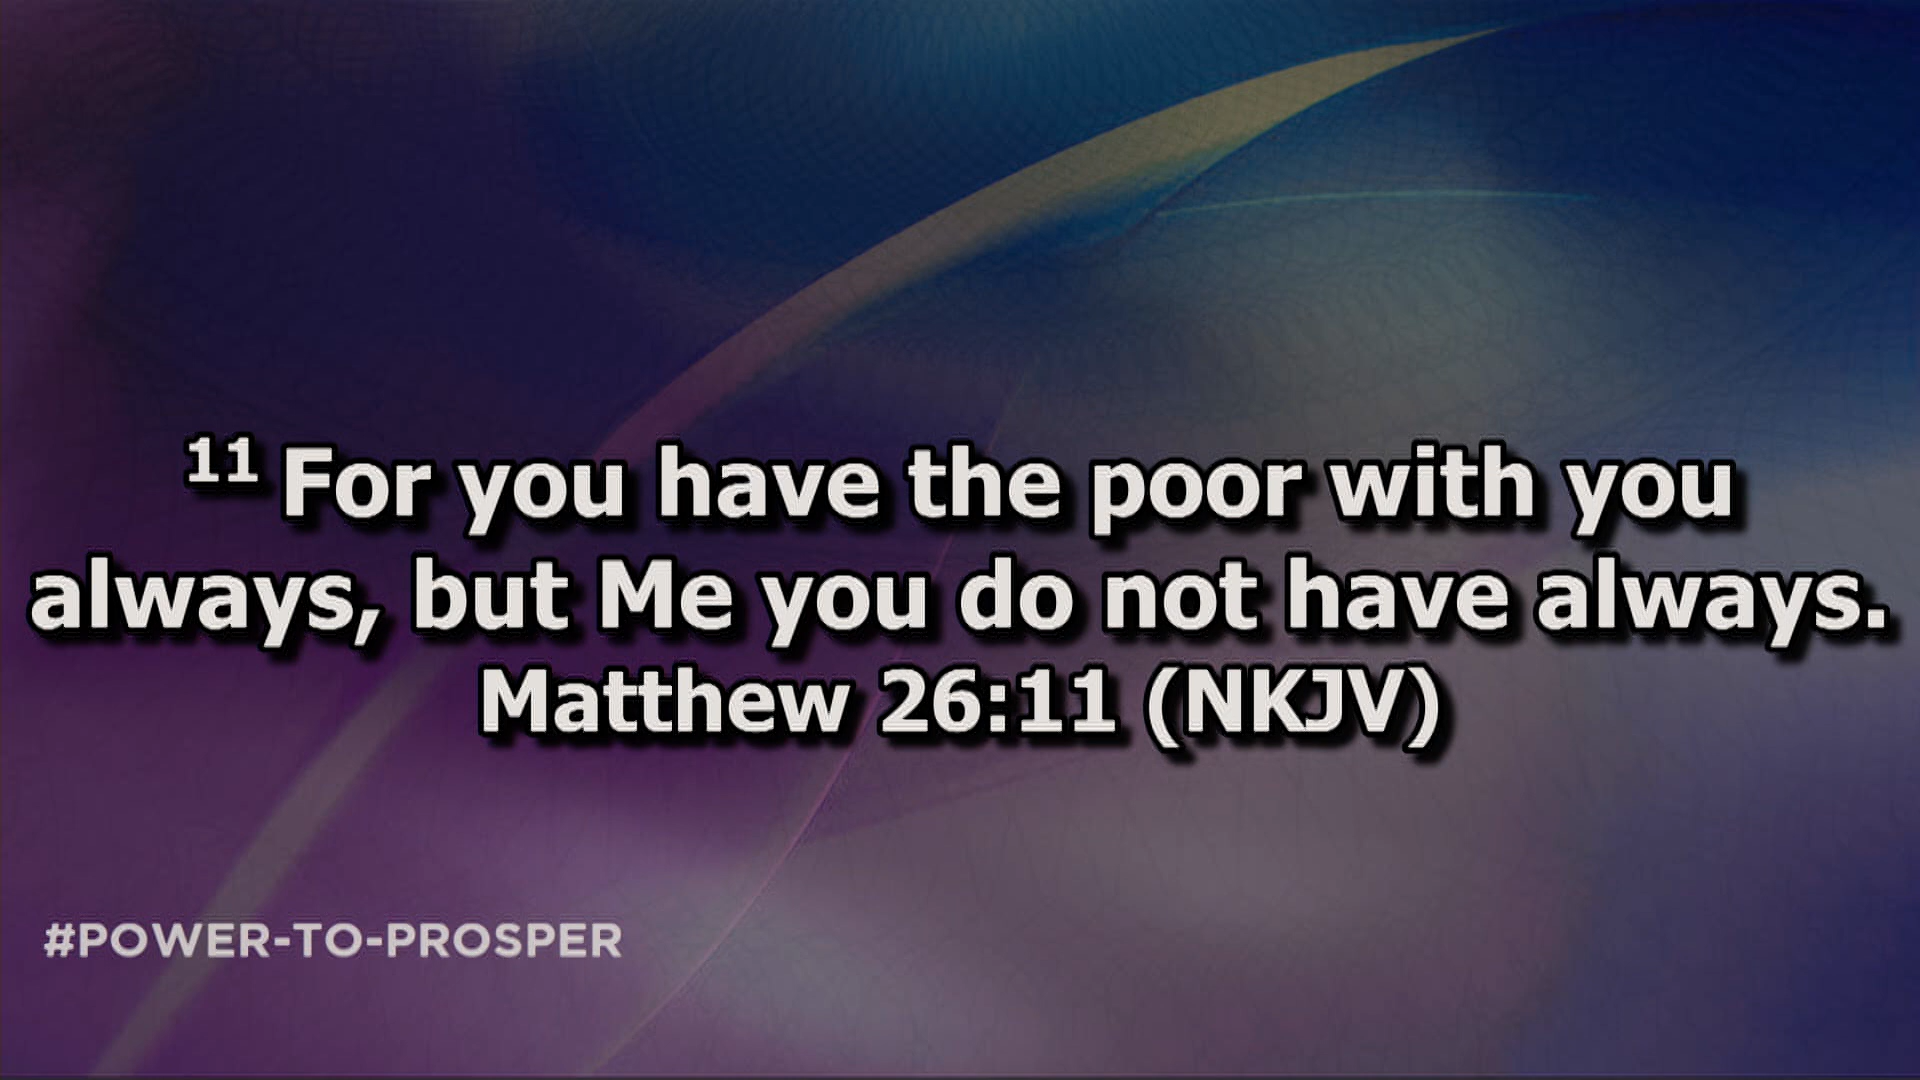 11 For you have the poor with you
always, but Me you do not have always.
Matthew 26:11 (NKJV)
#POWER-TO-PROSPER